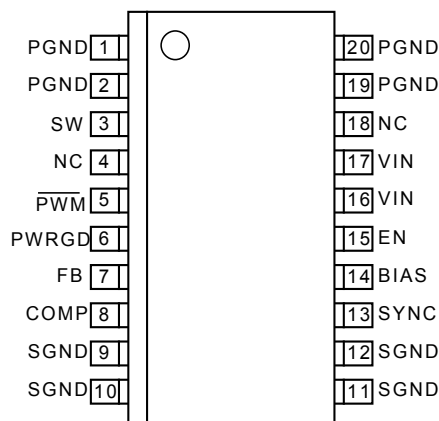 PGND 1 20 PGND
PGND 2 19 PGND
SW 3 18 NC
NC 4 17 VIN
PWM 5 16 VIN
PWRGD 6 15 EN
FB 7 14 BIAS
COMP 8 13 SYNC
SGND 9 12 SGND
SGND 10 11 SGND